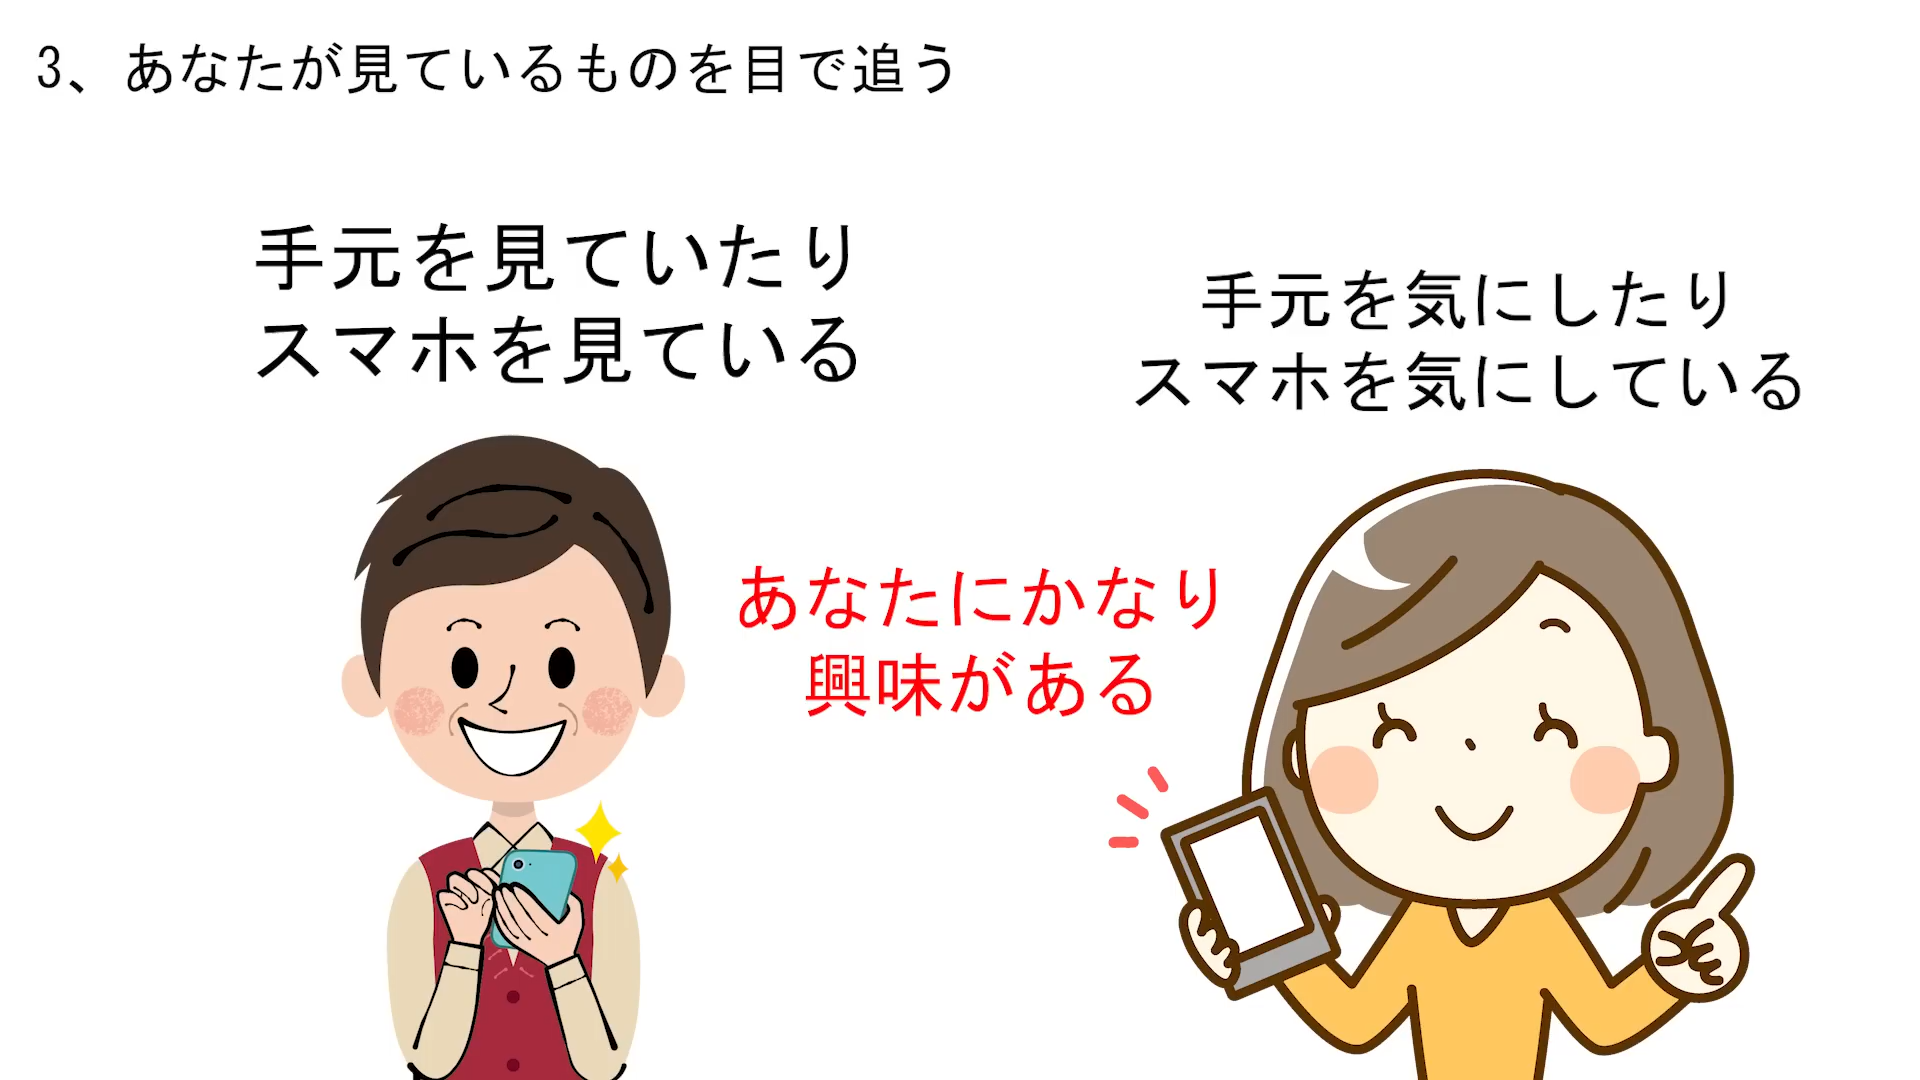 3、あなたが見ているものを目で追う
手元を見ていたり
スマホを見ている
手元を気にしたり
スマホを気にしている
あなたにかなり
興味がある